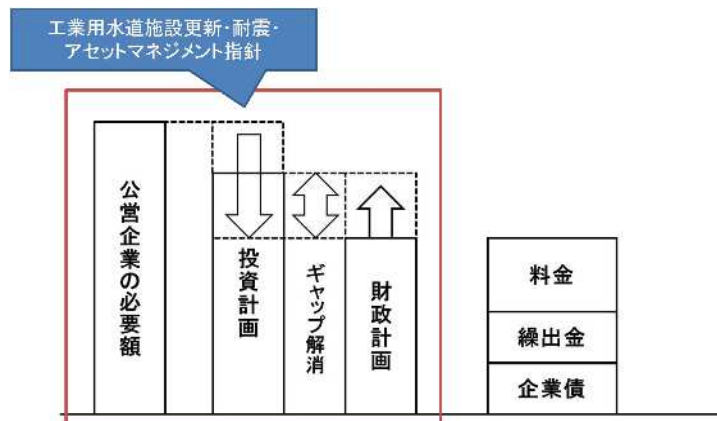 工業用水道施設更新・耐震・
アセットマネジメント指針
公営企業の必要額
投資計画
ギャップ解消
財政計画
料金
繰出金
企業債